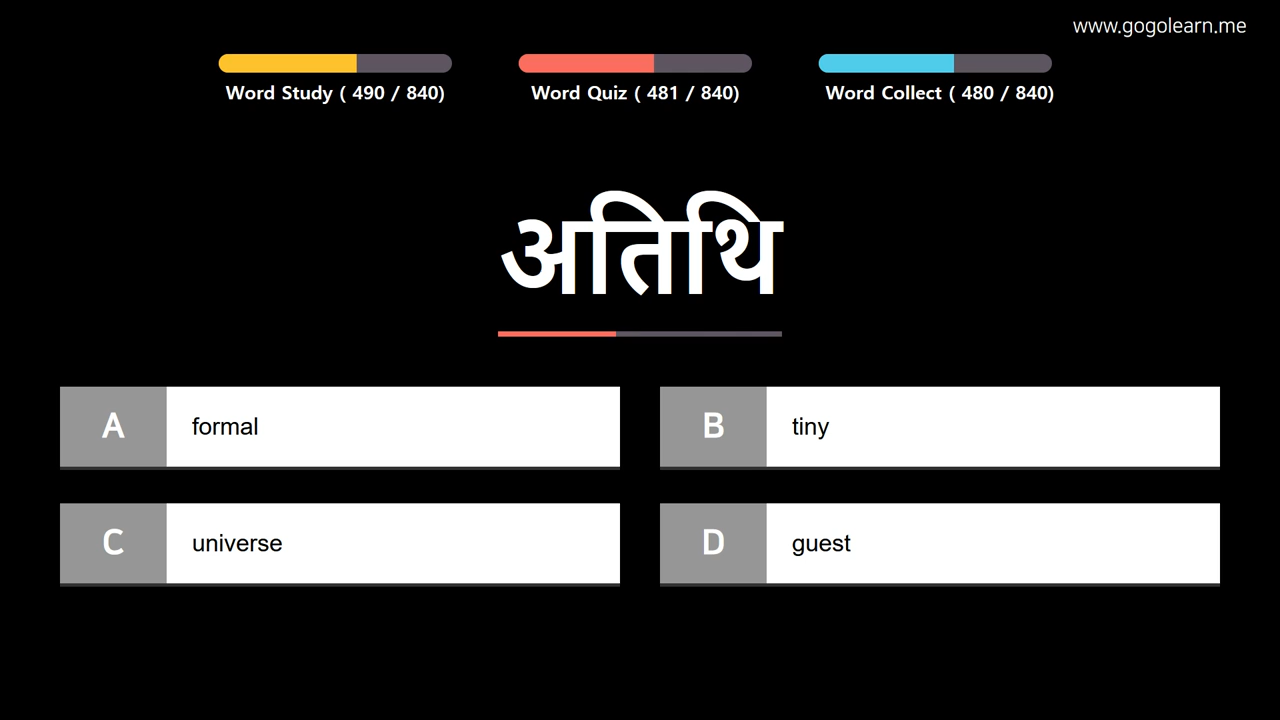 www.gogolearn.me
Word Study ( 490 / 840)
Word Quiz ( 481 / 840)
Word Collect ( 480 / 840)
अतिथि
A
formal
B
tiny
C
universe
D
guest